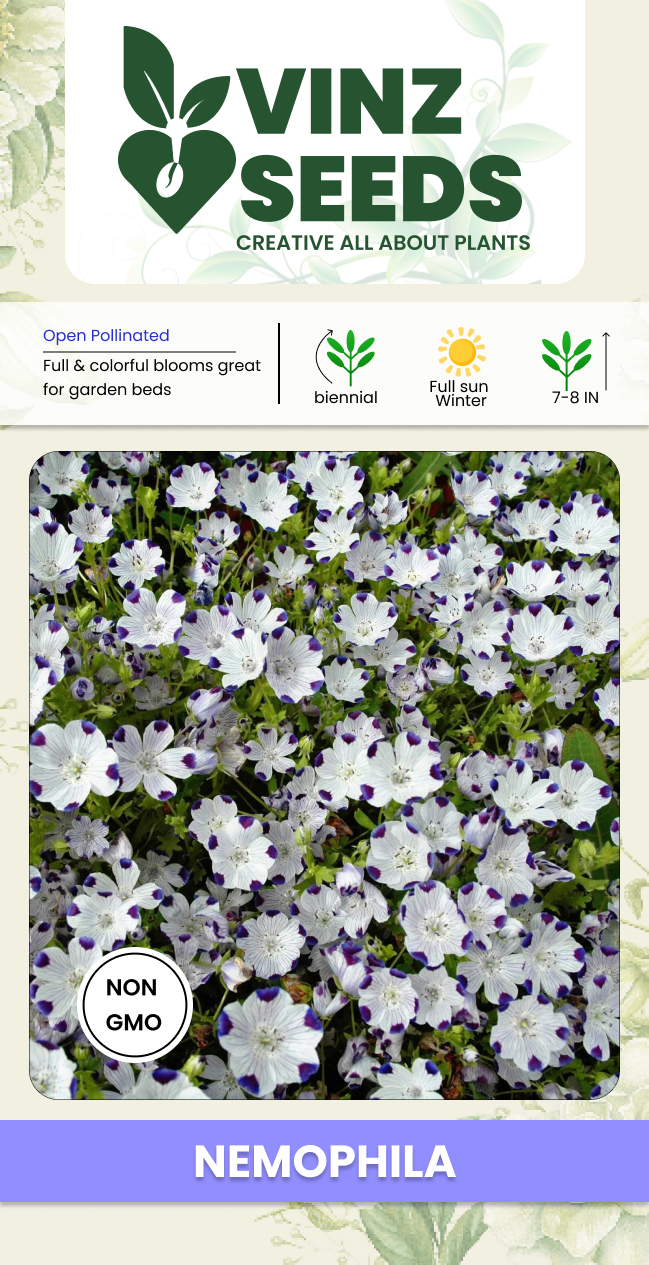 VINZ
SEEDS
CREATIVE ALL ABOUT PLANTS
Open Pollinated
Full & colorful blooms great
for garden beds
biennial
Full sun
Winter
7-8 IN
NON
GMO
NEMOPHILA